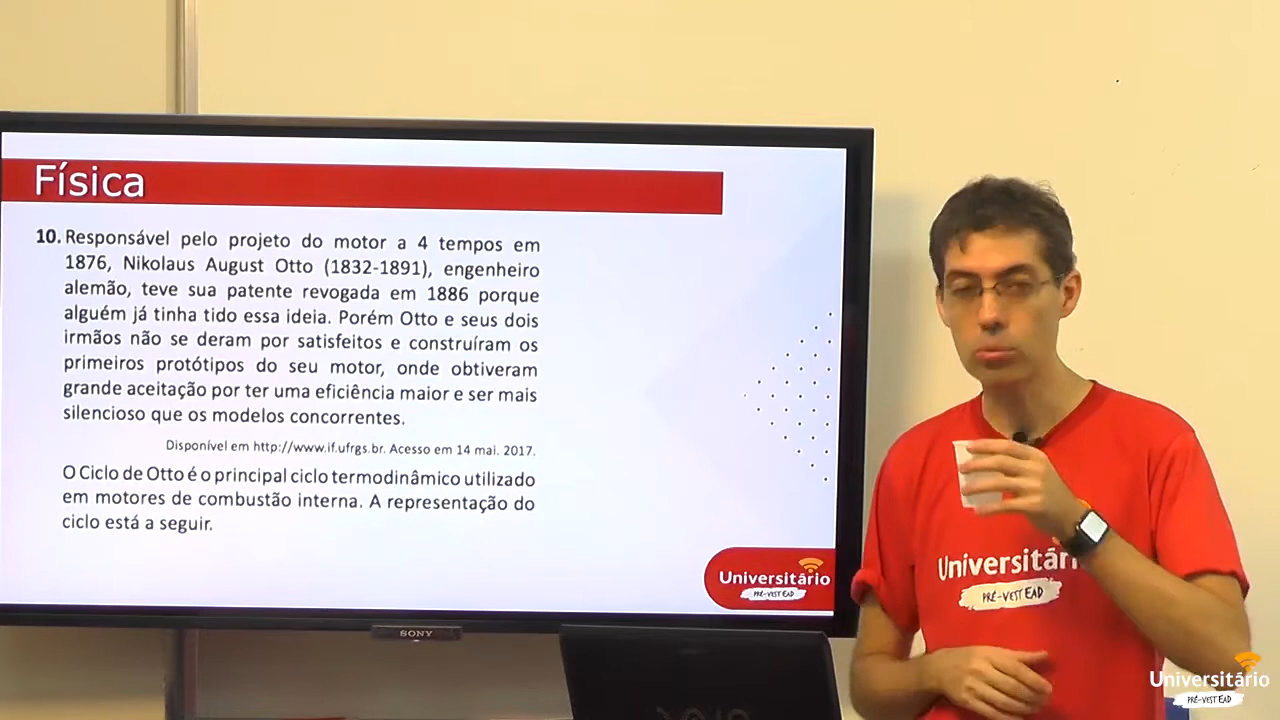 Física
10. Responsável pelo projeto do motor a 4 tempos em
1876, Nikolaus August Otto (1832-1891), engenheiro
alemão, teve sua patente revogada em 1886 porque
alguém já tinha tido essa ideia. Porém Otto e seus dois
irmãos não se deram por satisfeitos e construíram os
primeiros protótipos do seu motor, onde obtiveram
grande aceitação por ter uma eficiência maior e ser mais
silencioso que os modelos concorrentes.
Disponível em http://www.if.ufrgs.br. Acesso em 14 mai. 2017.
O Ciclo de Otto é o principal ciclo termodinâmico utilizado
em motores de combustão interna. A representação do
ciclo está a seguir.
Universitário
PRÉ-VEST EAD
SONY
Universitári
PRÉ-VEST EAD
Universitário
PRÉ-VEST EAD